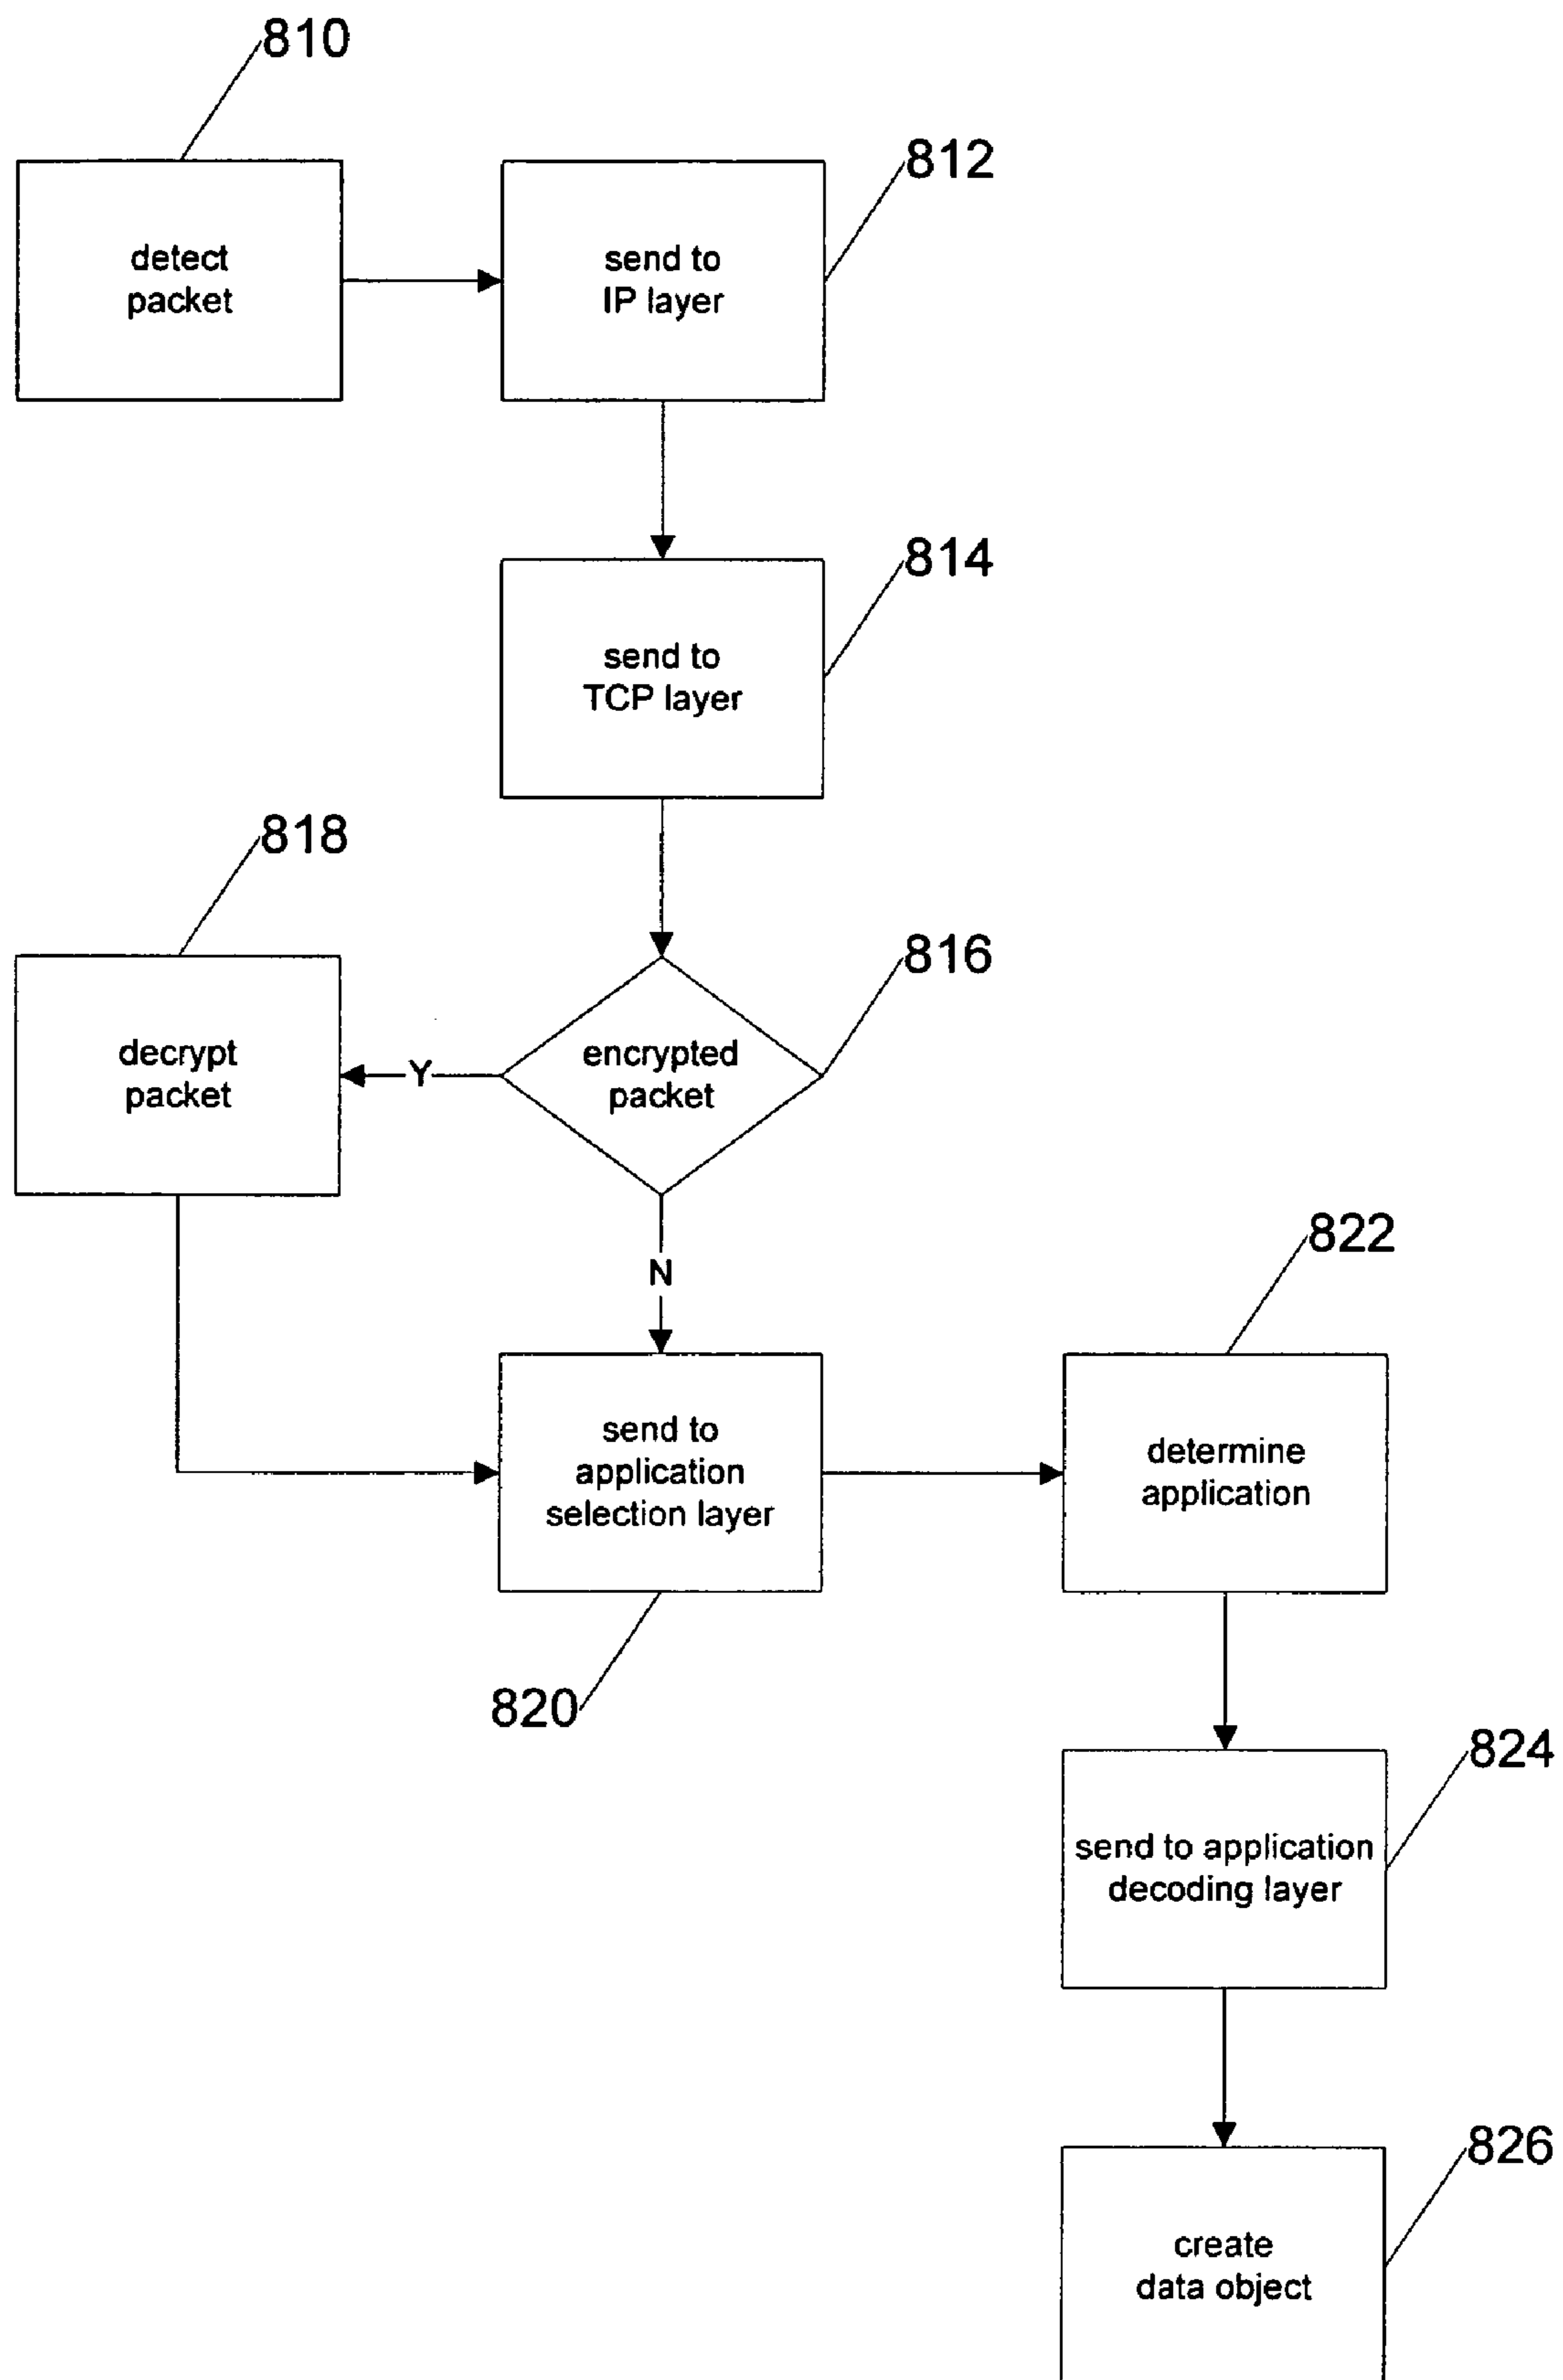 810
812
detect
packet
send to
IP layer
814
send to
TCP layer
818
816
decrypt
packet
Y
encrypted
packet
N
822
send to
application
selection layer
determine
application
820
824
send to application
decoding layer
826
create
data object